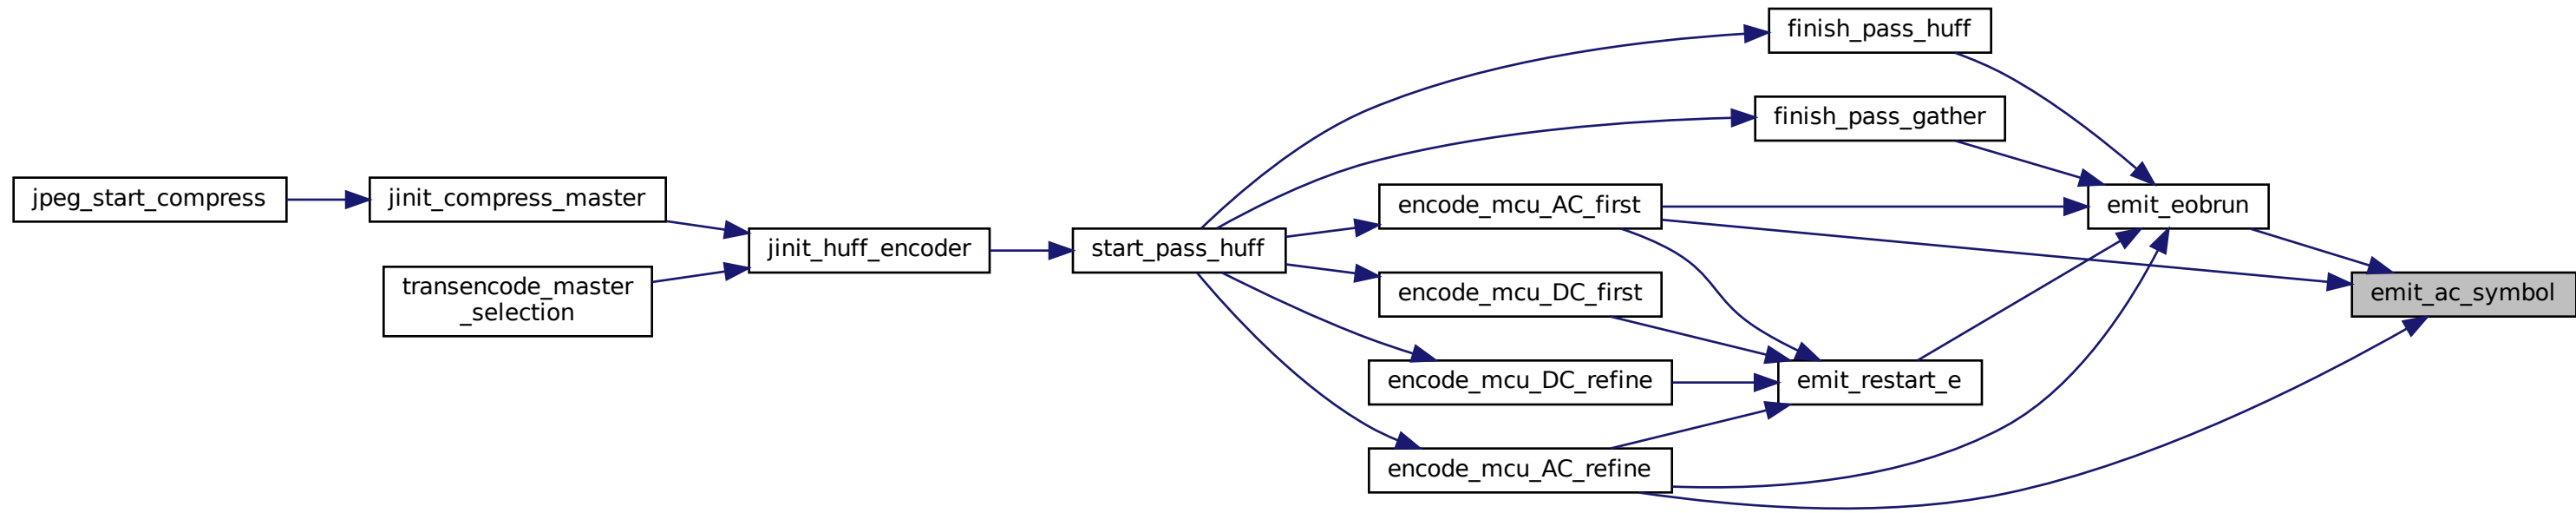 finish_pass_huff
finish_pass_gather
jpeg_start_compress
jinit_compress_master
encode_mcu_AC_first
emit_eobrun
jinit_huff_encoder
start_pass_huff
transencode_master
_selection
encode_mcu_DC_first
emit_ac_symbol
encode_mcu_DC_refine
emit_restart_e
encode_mcu_AC_refine